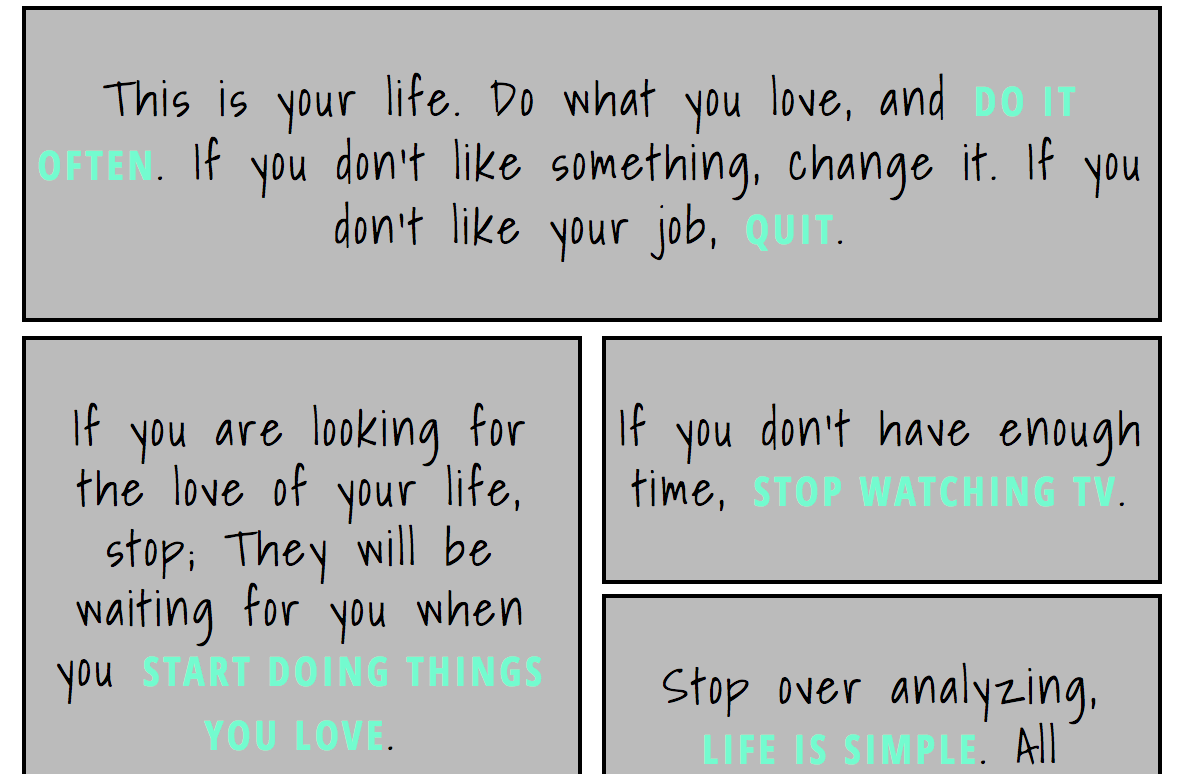 This is your life. Do what you love, and DO IT
OFTEN. If you don't like something, change it. If you
don't like your job, QUIT.
If you are looking for
the love of your life,
stop; They will be
waiting for you when
you START DOING THINGS
YOU LOVE.
If you don't have enough
time, STOP WATCHING TV.
Stop over analyzing,
LIFE IS SIMPLE. All